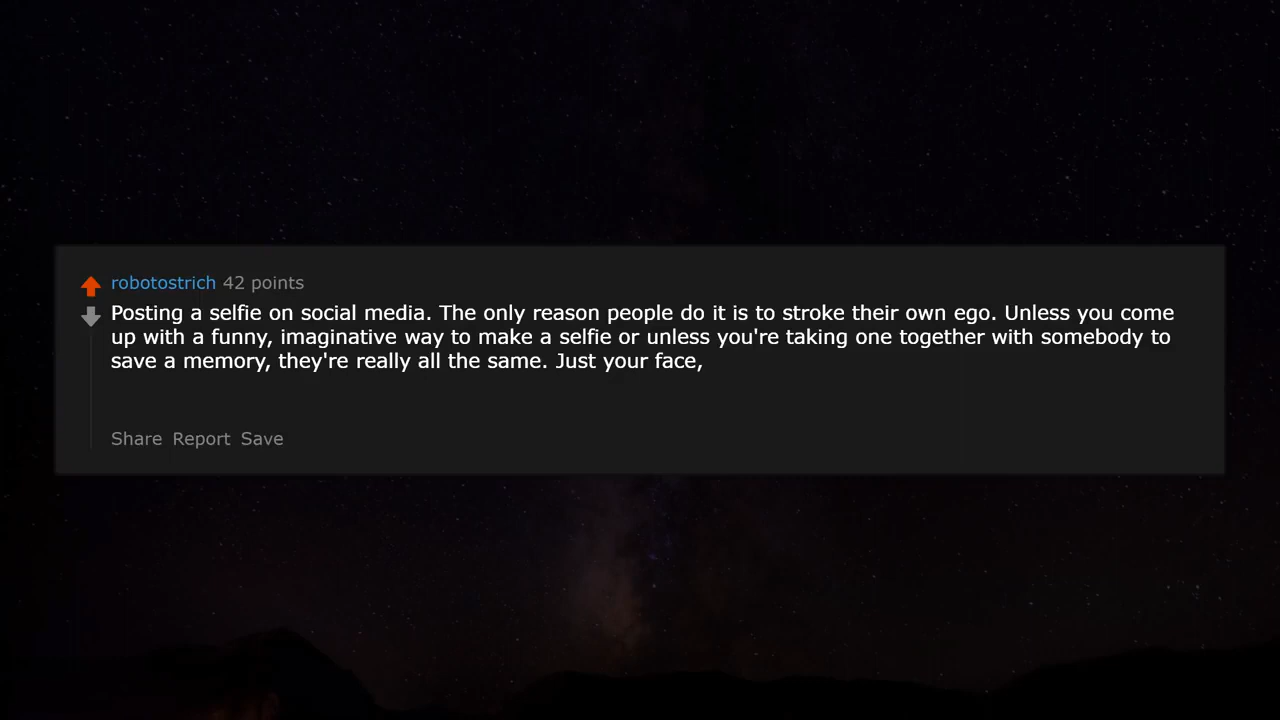 robotostrich 42 points
Posting a selfie on social media. The only reason people do it is to stroke their own ego. Unless you come
up with a funny, imaginative way to make a selfie or unless you're taking one together with somebody to
save a memory, they're really all the same. Just your face,
Share Report Save